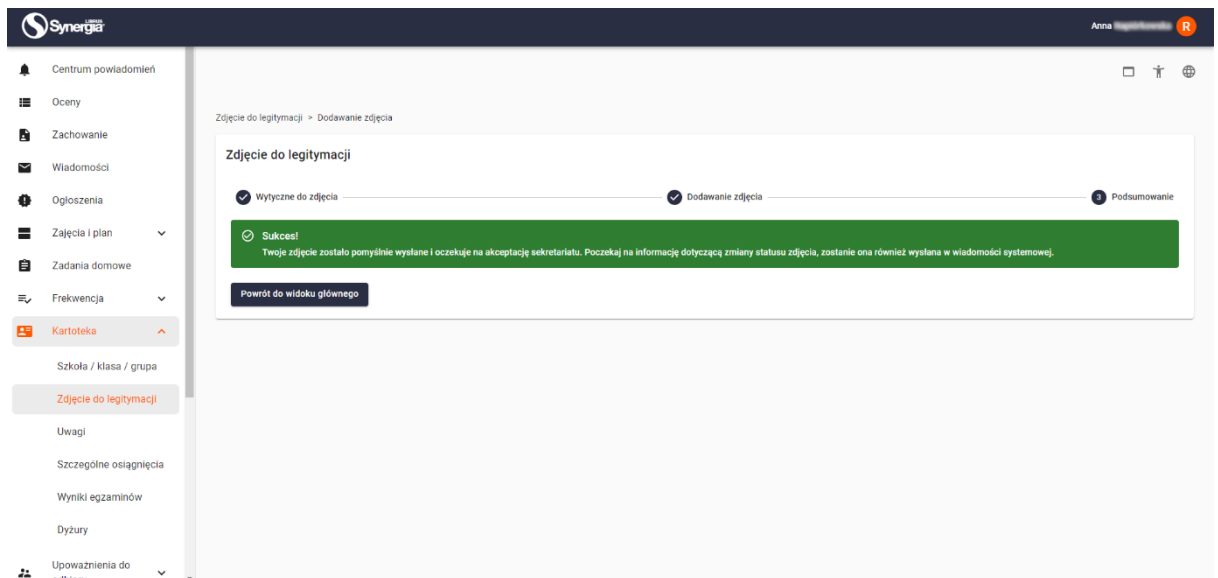 LIBRUS
Synergia
Anna
R
Centrum powiadomień
Oceny
Zachowanie
Wiadomości
Ogłoszenia
Zajęcia i plan
Zadania domowe
Frekwencja
Kartoteka
Szkoła / klasa / grupa
Zdjęcie do legitymacji
Uwagi
Szczególne osiągnięcia
Wyniki egzaminów
Dyżury
Upoważnienia do
Zdjęcie do legitymacji > Dodawanie zdjęcia
Zdjęcie do legitymacji
Wytyczne do zdjęcia
Dodawanie zdjęcia
3 Podsumowanie
Sukces!
Twoje zdjęcie zostało pomyślnie wysłane i oczekuje na akceptację sekretariatu. Poczekaj na informację dotyczącą zmiany statusu zdjęcia, zostanie ona również wysłana w wiadomości systemowej.
Powrót do widoku głównego